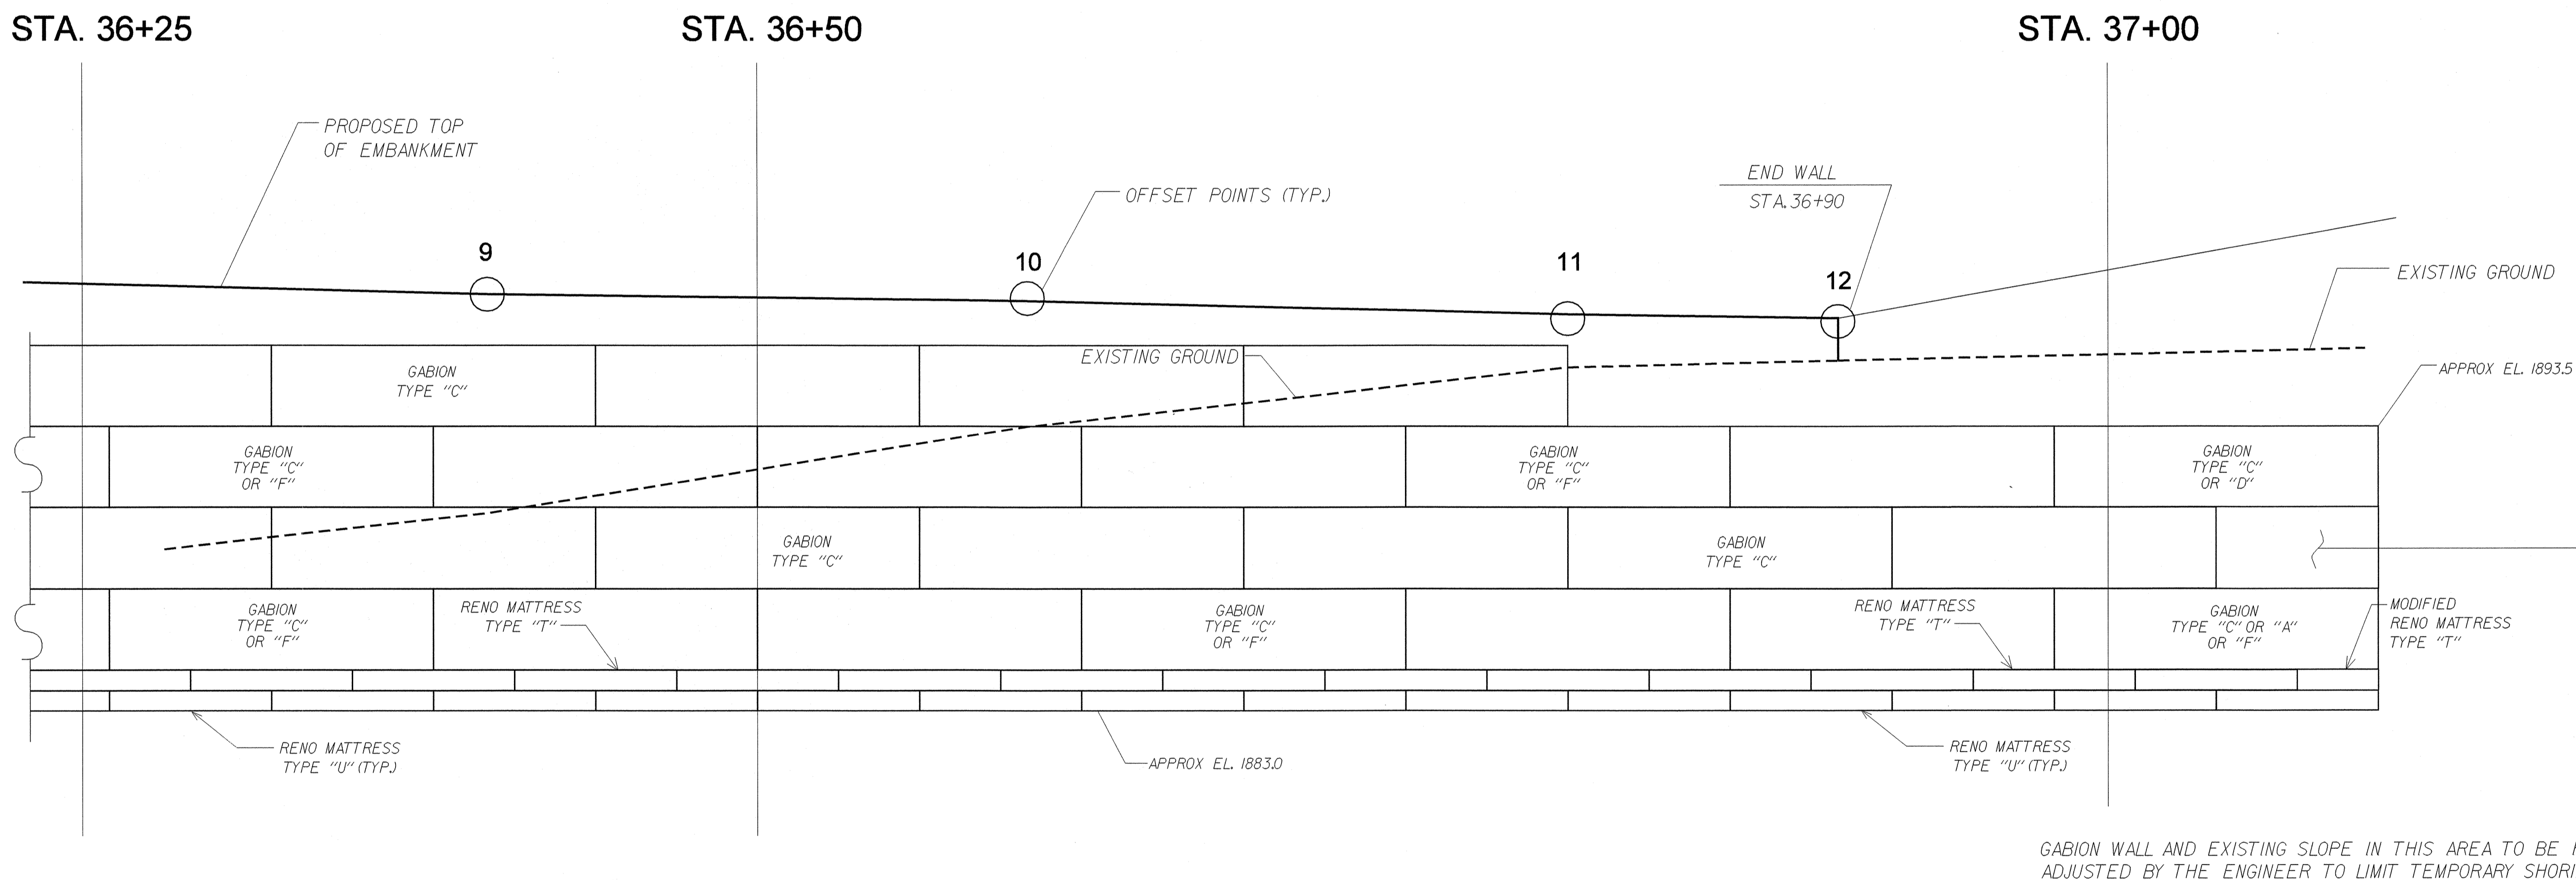 STA. 36+25
STA. 36+50
STA. 37+00
PROPOSED TOP
OF EMBANKMENT
OFFSET POINTS (TYP.)
END WALL
STA. 36+90
9
10
11
12
EXISTING GROUND
EXISTING GROUND
APPROX EL. 1893.5
GABION
TYPE "C"
GABION
TYPE "C"
OR "F"
GABION
TYPE "C"
OR "F"
GABION
TYPE "C"
OR "D"
GABION
TYPE "C"
GABION
TYPE "C"
GABION
TYPE "C"
OR "F"
RENO MATTRESS
TYPE "T"
GABION
TYPE "C"
OR "F"
RENO MATTRESS
TYPE "T"
GABION
TYPE "C" OR "A"
OR "F"
MODIFIED
RENO MATTRESS
TYPE "T"
RENO MATTRESS
TYPE "U" (TYP.)
APPROX EL. 1883.0
RENO MATTRESS
TYPE "U" (TYP.)
GABION WALL AND EXISTING SLOPE IN THIS AREA TO BE
ADJUSTED BY THE ENGINEER TO LIMIT TEMPORARY